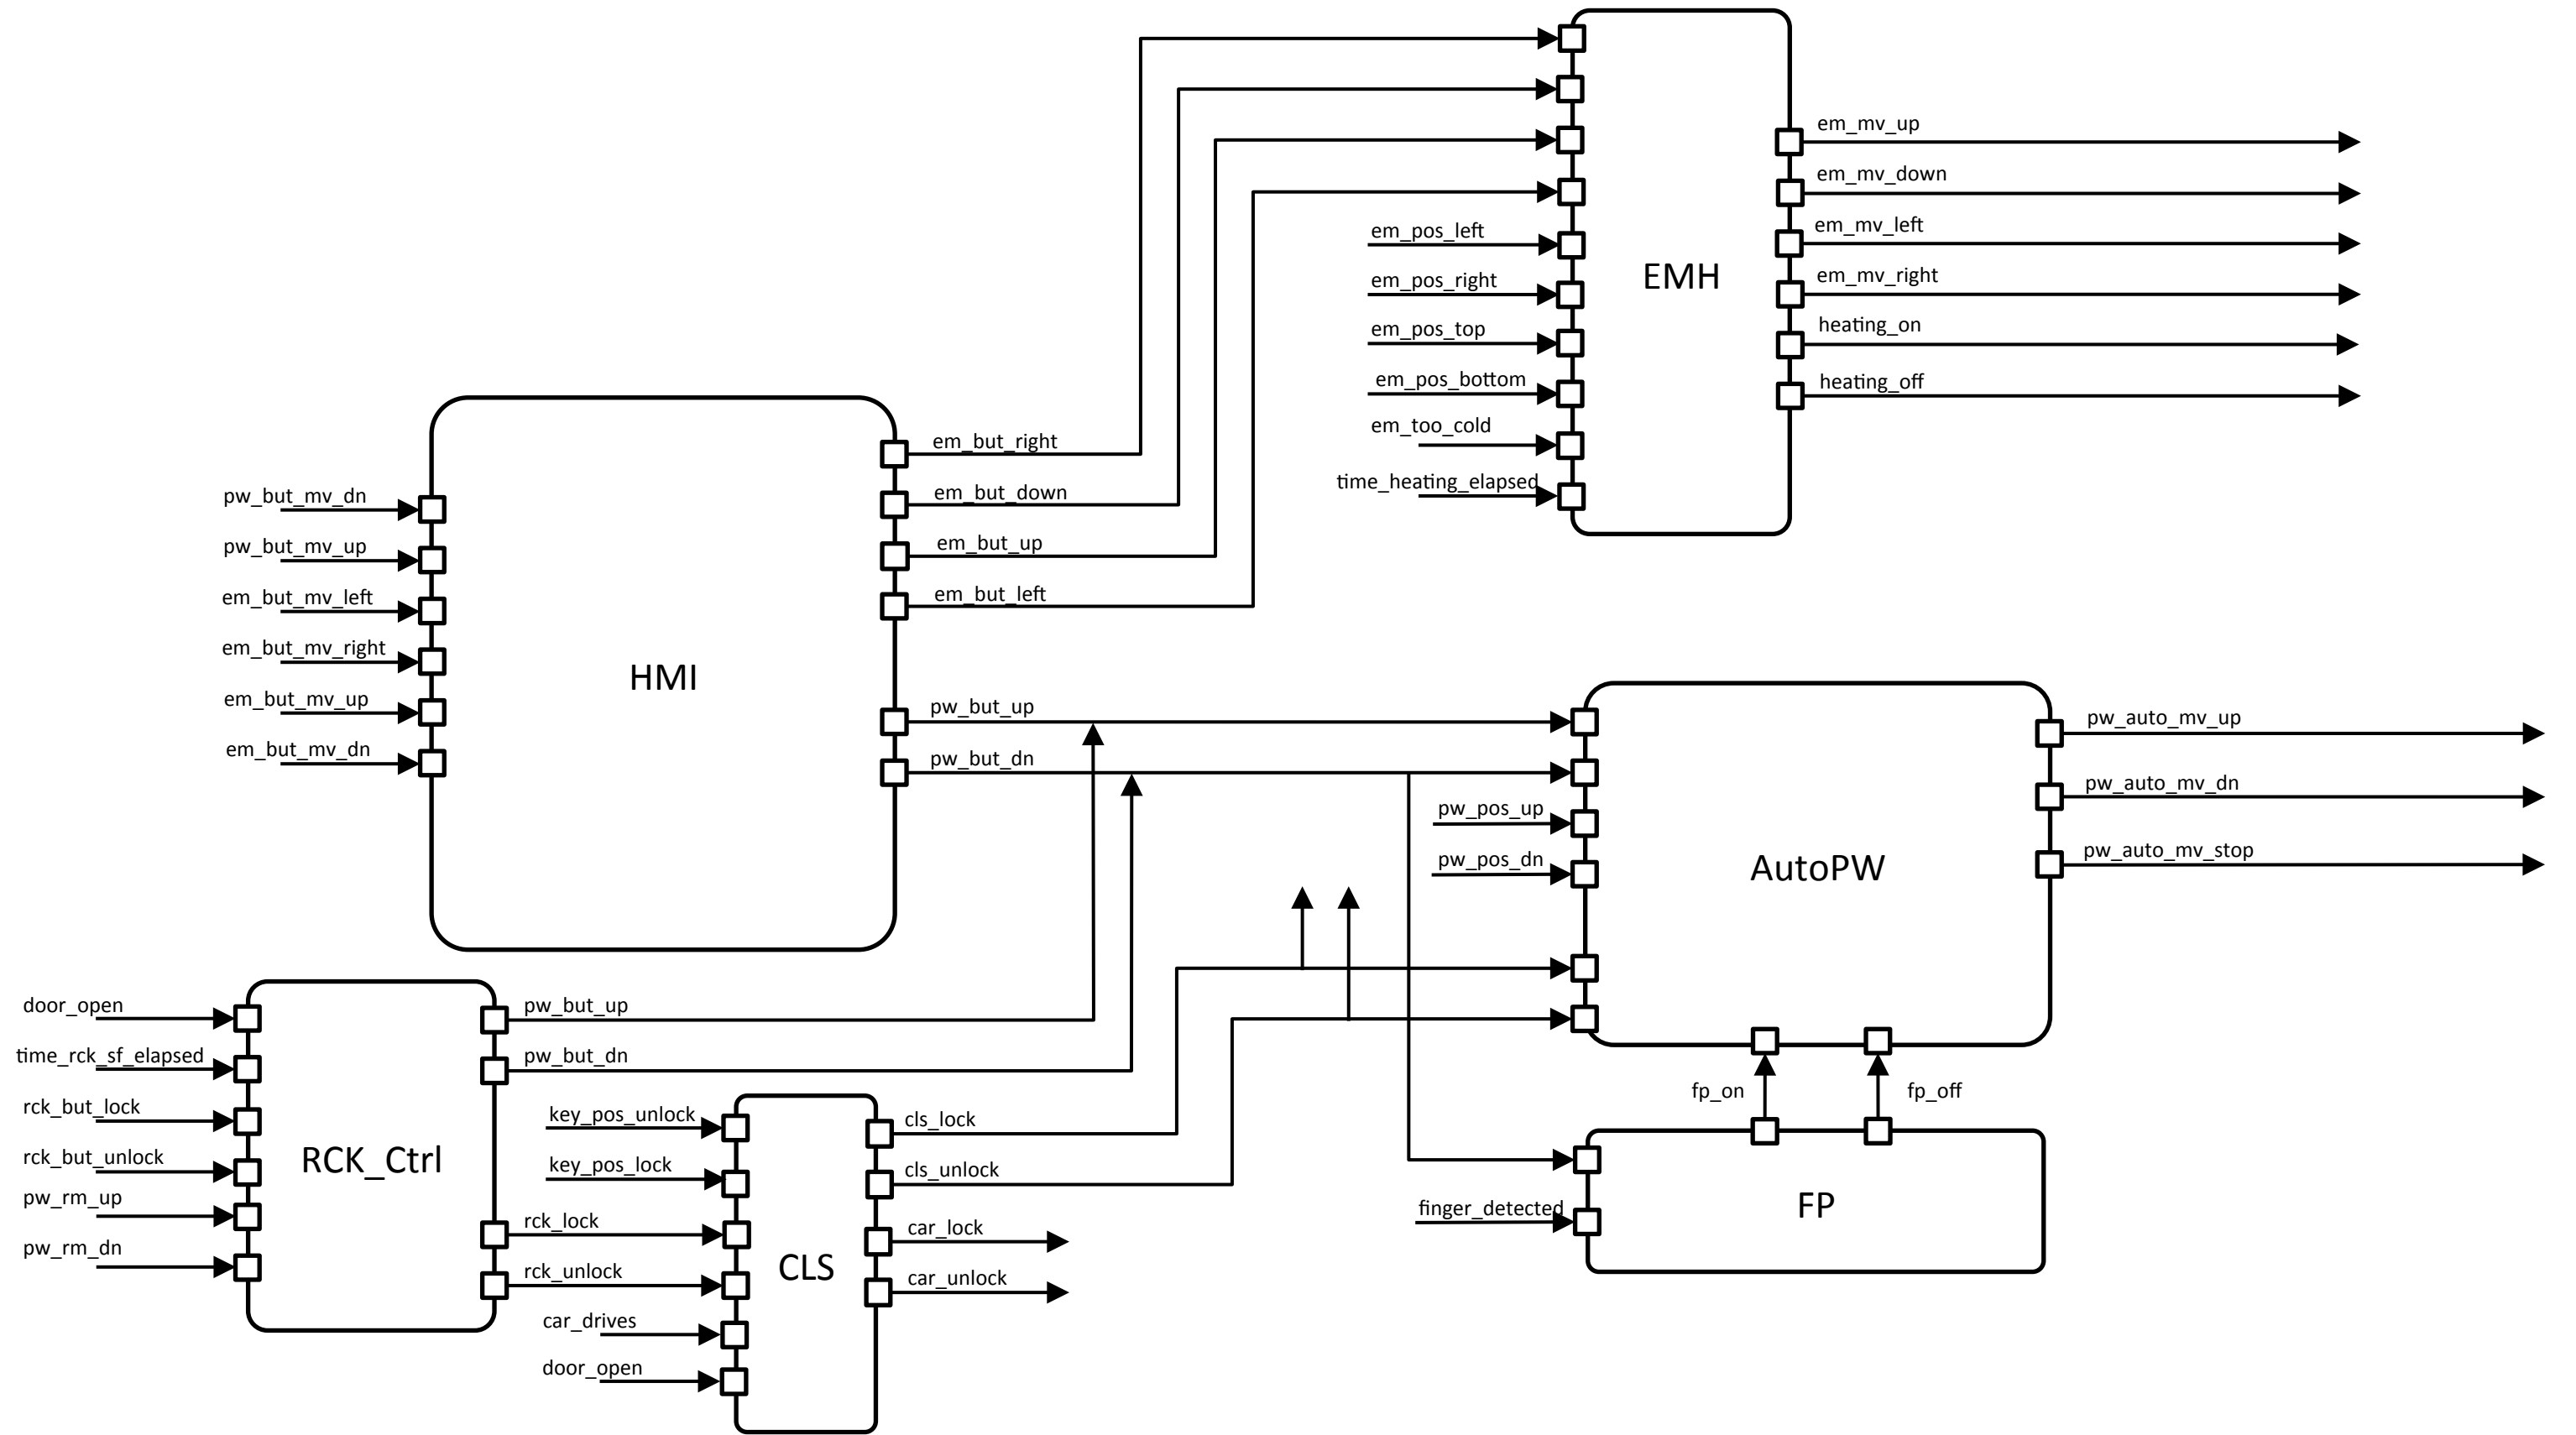 em_mv_up
em_mv_down
em_mv_left
em_pos_left
EMH
em_pos_right
em_mv_right
em_pos_top
heating_on
em_pos_bottom
heating_off
em_too_cold
em_but_right
time_heating_elapsed
pw_but_mv_dn
em_but_down
pw_but_mv_up
em_but_up
em_but_mv_left
em_but_left
em_but_mv_right
HMI
em_but_mv_up
pw_but_up
pw_auto_mv_up
em_but_mv_dn
pw_but_dn
pw_auto_mv_dn
pw_pos_up
pw_pos_dn
AutoPW
pw_auto_mv_stop
door_open
pw_but_up
time_rck_sf_elapsed
pw_but_dn
fp_on
fp_off
rck_but_lock
key_pos_unlock
cls_lock
rck_but_unlock
RCK_Ctrl
key_pos_lock
cls_unlock
pw_rm_up
finger_detected
FP
rck_lock
car_lock
pw_rm_dn
rck_unlock
CLS
car_unlock
car_drives
door_open